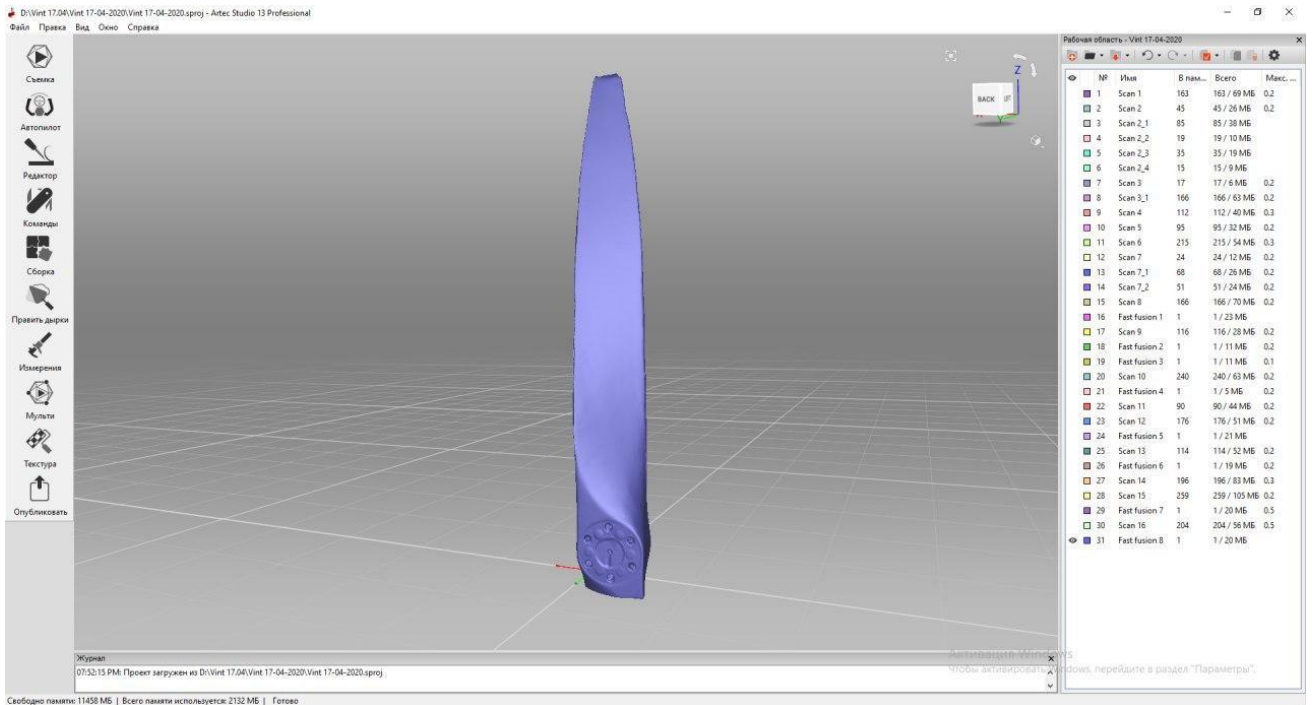 D:\Vint 17.04\Vint 17-04-2020\Vint 17-04-2020.sproj - Artec Studio 13 Professional
Файл Правка Вид Окно Справка
Съемка
Автопилот
Редактор
Команды
Сборка
Править дырки
Измерения
Мульти
Текстура
Опубликовать
Z
BACK
Рабочая область - Vint 17-04-2020
№ Имя В пам... Всего Макс. ...
1 Scan 1 163 163 / 69 МБ 0.2
2 Scan 2 45 45 / 26 МБ 0.2
3 Scan 2_1 85 85 / 38 МБ
4 Scan 2_2 19 19 / 10 МБ
5 Scan 2_3 35 35 / 19 МБ
6 Scan 2_4 15 15 / 9 МБ
7 Scan 3 17 17 / 6 МБ 0.2
8 Scan 3_1 166 166 / 63 МБ 0.2
9 Scan 4 112 112 / 40 МБ 0.3
10 Scan 5 95 95 / 32 МБ 0.2
11 Scan 6 215 215 / 54 МБ 0.3
12 Scan 7 24 24 / 12 МБ 0.2
13 Scan 7_1 68 68 / 26 МБ 0.2
14 Scan 7_2 51 51 / 24 МБ 0.2
15 Scan 8 166 166 / 70 МБ 0.2
16 Fast fusion 1 1 1 / 23 МБ
17 Scan 9 116 116 / 28 МБ 0.2
18 Fast fusion 2 1 1 / 11 МБ 0.2
19 Fast fusion 3 1 1 / 11 МБ 0.1
20 Scan 10 240 240 / 63 МБ 0.2
21 Fast fusion 4 1 1 / 5 МБ 0.2
22 Scan 11 90 90 / 44 МБ 0.2
23 Scan 12 176 176 / 51 МБ 0.2
24 Fast fusion 5 1 1 / 21 МБ
25 Scan 13 114 114 / 52 МБ 0.2
26 Fast fusion 6 1 1 / 19 МБ 0.2
27 Scan 14 196 196 / 83 МБ 0.3
28 Scan 15 259 259 / 105 МБ 0.2
29 Fast fusion 7 1 1 / 20 МБ 0.5
30 Scan 16 204 204 / 56 МБ 0.5
31 Fast fusion 8 1 1 / 20 МБ
Активация Windows
Чтобы активировать Windows, перейдите в раздел "Параметры".
Журнал
07:52:15 PM: Проект загружен из D:\Vint 17.04\Vint 17-04-2020\Vint 17-04-2020.sproj
Свободно памяти: 11458 МБ | Всего памяти используется: 2132 МБ | Готово